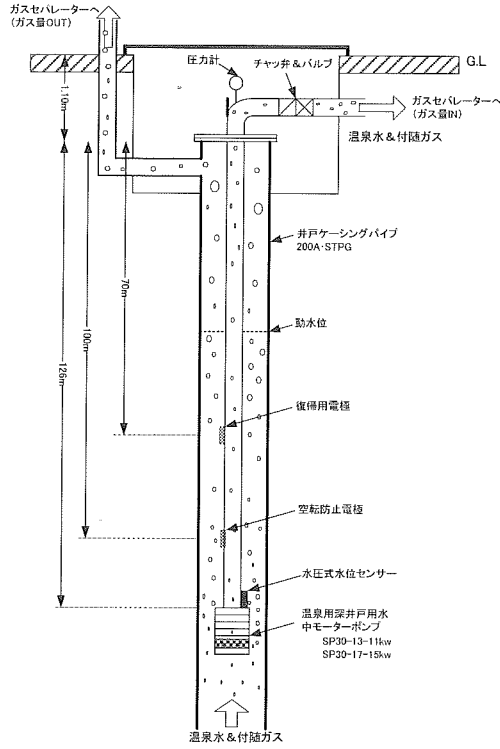 ガスセパレーターへ
(ガス量OUT)
圧力計
チャッ弁&バルブ
G.L
1.10m
ガスセパレーターへ
(ガス量IN)
温泉水&付随ガス
井戸ケーシングパイプ
200A・STPG
70m
動水位
100m
126m
復帰用電極
空転防止電極
水圧式水位センサー
温泉用深井戸用水
中モーターポンプ
SP30-13-11kw
SP30-17-15kw
温泉水&付随ガス